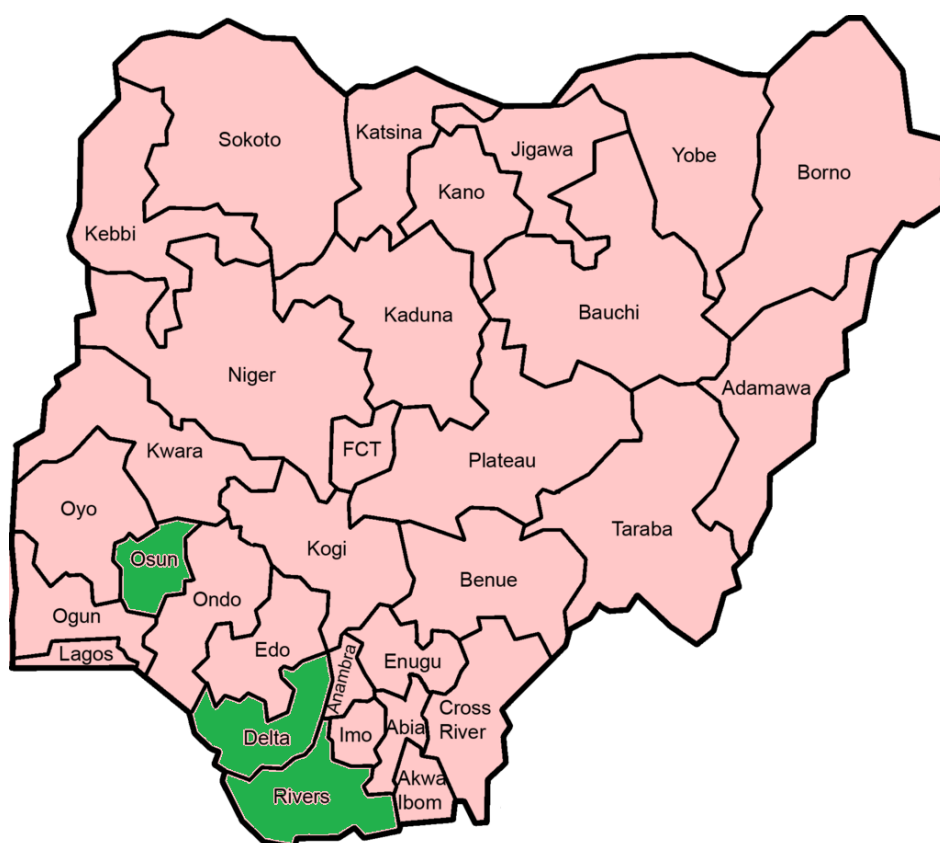 Sokoto
Katsina
Jigawa
Yobe
Borno
Kano
Kebbi
Kaduna
Bauchi
Niger
Adamawa
Kwara
FCT
Plateau
Oyo
Taraba
Osun
Kogi
Benue
Ondo
Ogun
Edo
Lagos
Anambra
Enugu
Cross
River
Delta
Imo
Abia
Rivers
Akwa
Ibom